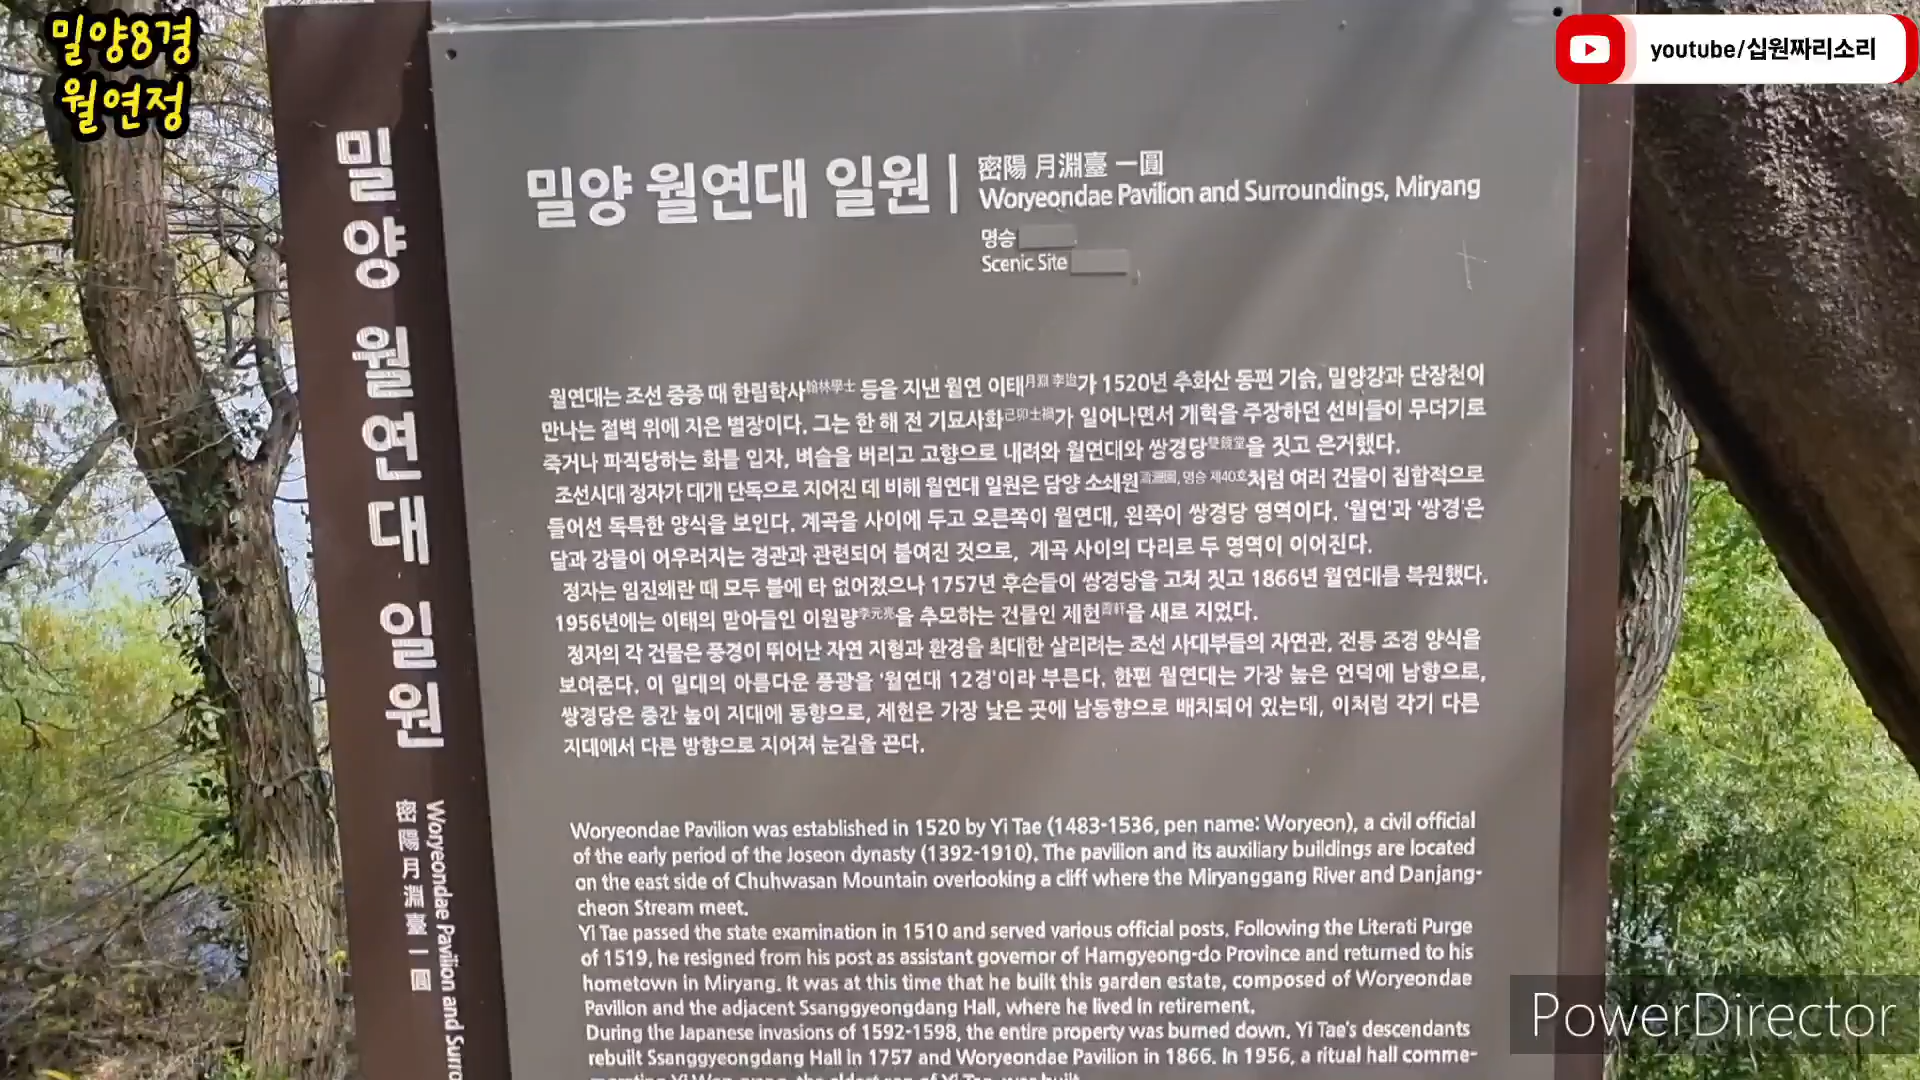 밀양8경
월연정
youtube/십원짜리소리
밀양 월연대 일원
密陽 月淵臺 一圓
Woryeondae Pavilion and Surro
밀양 월연대 일원
密陽 月淵臺 一圓
Woryeondae Pavilion and Surroundings, Miryang
명승
Scenic Site
월연대는 조선 중종 때 한림학사翰林學士 등을 지낸 월연 이태月淵 李迨가 1520년 추화산 동편 기슭, 밀양강과 단장천이
만나는 절벽 위에 지은 별장이다. 그는 한 해 전 기묘사화己卯士禍가 일어나면서 개혁을 주장하던 선비들이 무더기로
죽거나 파직당하는 화를 입자, 벼슬을 버리고 고향으로 내려와 월연대와 쌍경당雙鏡堂을 짓고 은거했다.
조선시대 정자가 대개 단독으로 지어진 데 비해 월연대 일원은 담양 소쇄원瀟灑園, 명승 제40호처럼 여러 건물이 집합적으로
들어선 독특한 양식을 보인다. 계곡을 사이에 두고 오른쪽이 월연대, 왼쪽이 쌍경당 영역이다. '월연'과 '쌍경'은
달과 강물이 어우러지는 경관과 관련되어 붙여진 것으로, 계곡 사이의 다리로 두 영역이 이어진다.
정자는 임진왜란 때 모두 불에 타 없어졌으나 1757년 후손들이 쌍경당을 고쳐 짓고 1866년 월연대를 복원했다.
1956년에는 이태의 맏아들인 이원량李元亮을 추모하는 건물인 제헌霽軒을 새로 지었다.
정자의 각 건물은 풍경이 뛰어난 자연 지형과 환경을 최대한 살리려는 조선 사대부들의 자연관, 전통 조경 양식을
보여준다. 이 일대의 아름다운 풍광을 '월연대 12경'이라 부른다. 한편 월연대는 가장 높은 언덕에 남향으로,
쌍경당은 중간 높이 지대에 동향으로, 제헌은 가장 낮은 곳에 남동향으로 배치되어 있는데, 이처럼 각기 다른
지대에서 다른 방향으로 지어져 눈길을 끈다.
Woryeondae Pavilion was established in 1520 by Yi Tae (1483-1536, pen name: Woryeon), a civil official
of the early period of the Joseon dynasty (1392-1910). The pavilion and its auxiliary buildings are located
on the east side of Chuhwasan Mountain overlooking a cliff where the Miryanggang River and Danjang-
cheon Stream meet.
Yi Tae passed the state examination in 1510 and served various official posts. Following the Literati Purge
of 1519, he resigned from his post as assistant governor of Hamgyeong-do Province and returned to his
hometown in Miryang. It was at this time that he built this garden estate, composed of Woryeondae
Pavilion and the adjacent Ssanggyeongdang Hall, where he lived in retirement.
During the Japanese invasions of 1592-1598, the entire property was burned down. Yi Tae's descendants
rebuilt Ssanggyeongdang Hall in 1757 and Woryeondae Pavilion in 1866. In 1956, a ritual hall comme-
PowerDirector